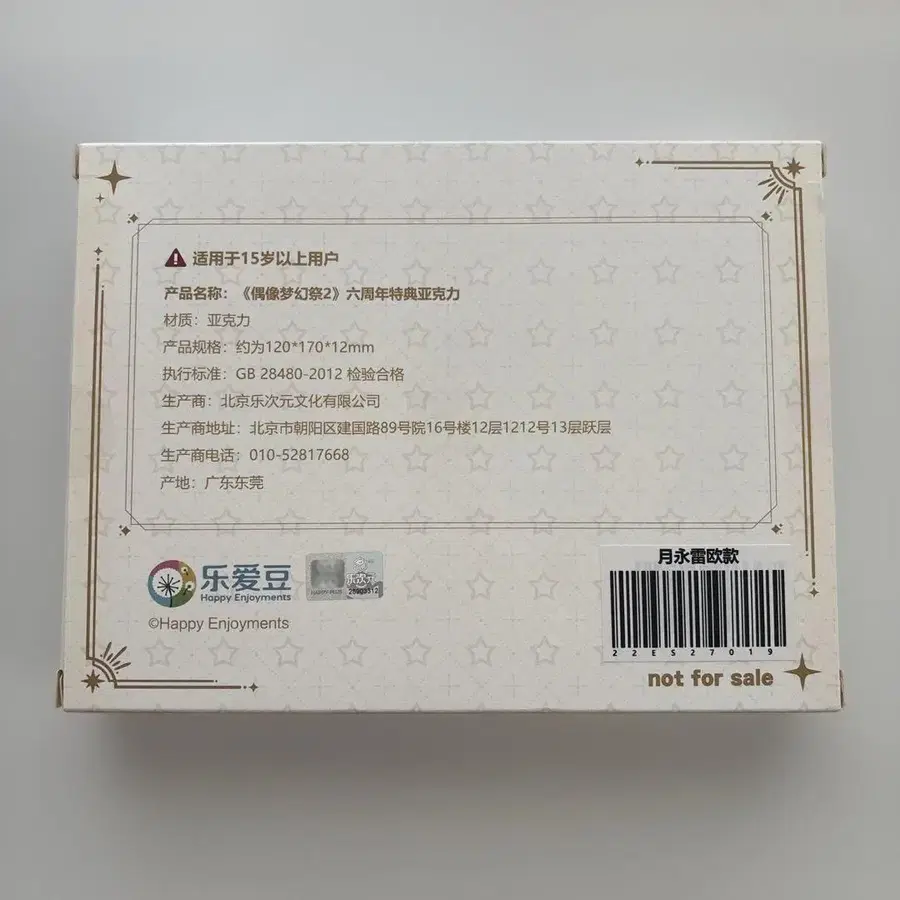 适用于15岁以上用户
产品名称：《偶像梦幻祭2》六周年特典亚克力
材质：亚克力
产品规格：约为120*170*12mm
执行标准：GB 28480-2012 检验合格
生产商：北京乐次元文化有限公司
生产商地址：北京市朝阳区建国路89号院16号楼12层1212号13层跃层
生产商电话：010-52817668
产地：广东东莞
乐爱豆
Happy Enjoyments
©Happy Enjoyments
乐次元
月永雷欧款
22ES27019
not for sale